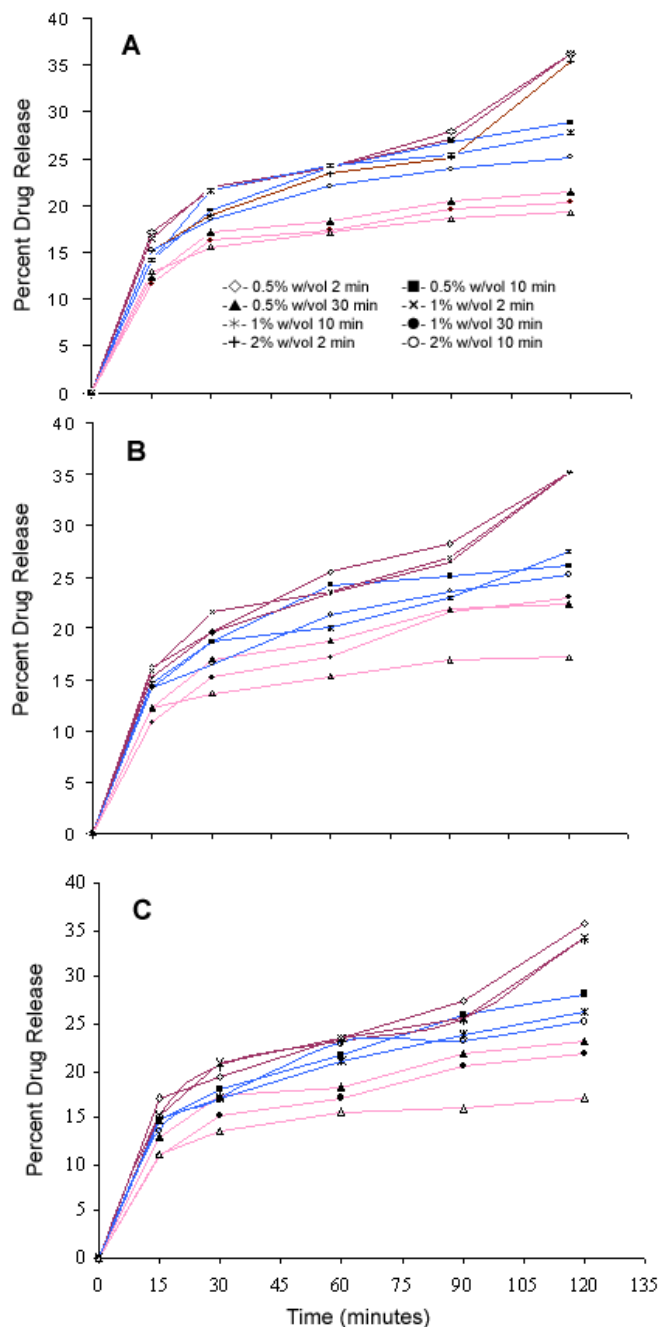 A
Percent Drug Release
40
35
30
25
20
15
10
5
0
-◇- 0.5% w/vol 2 min
-■- 0.5% w/vol 10 min
-▲- 0.5% w/vol 30 min
-×- 1% w/vol 2 min
-✳- 1% w/vol 10 min
-●- 1% w/vol 30 min
-+- 2% w/vol 2 min
-○- 2% w/vol 10 min
B
Percent Drug Release
40
35
30
25
20
15
10
5
0
C
Percent Drug Release
40
35
30
25
20
15
10
5
0
0 15 30 45 60 75 90 105 120 135
Time (minutes)